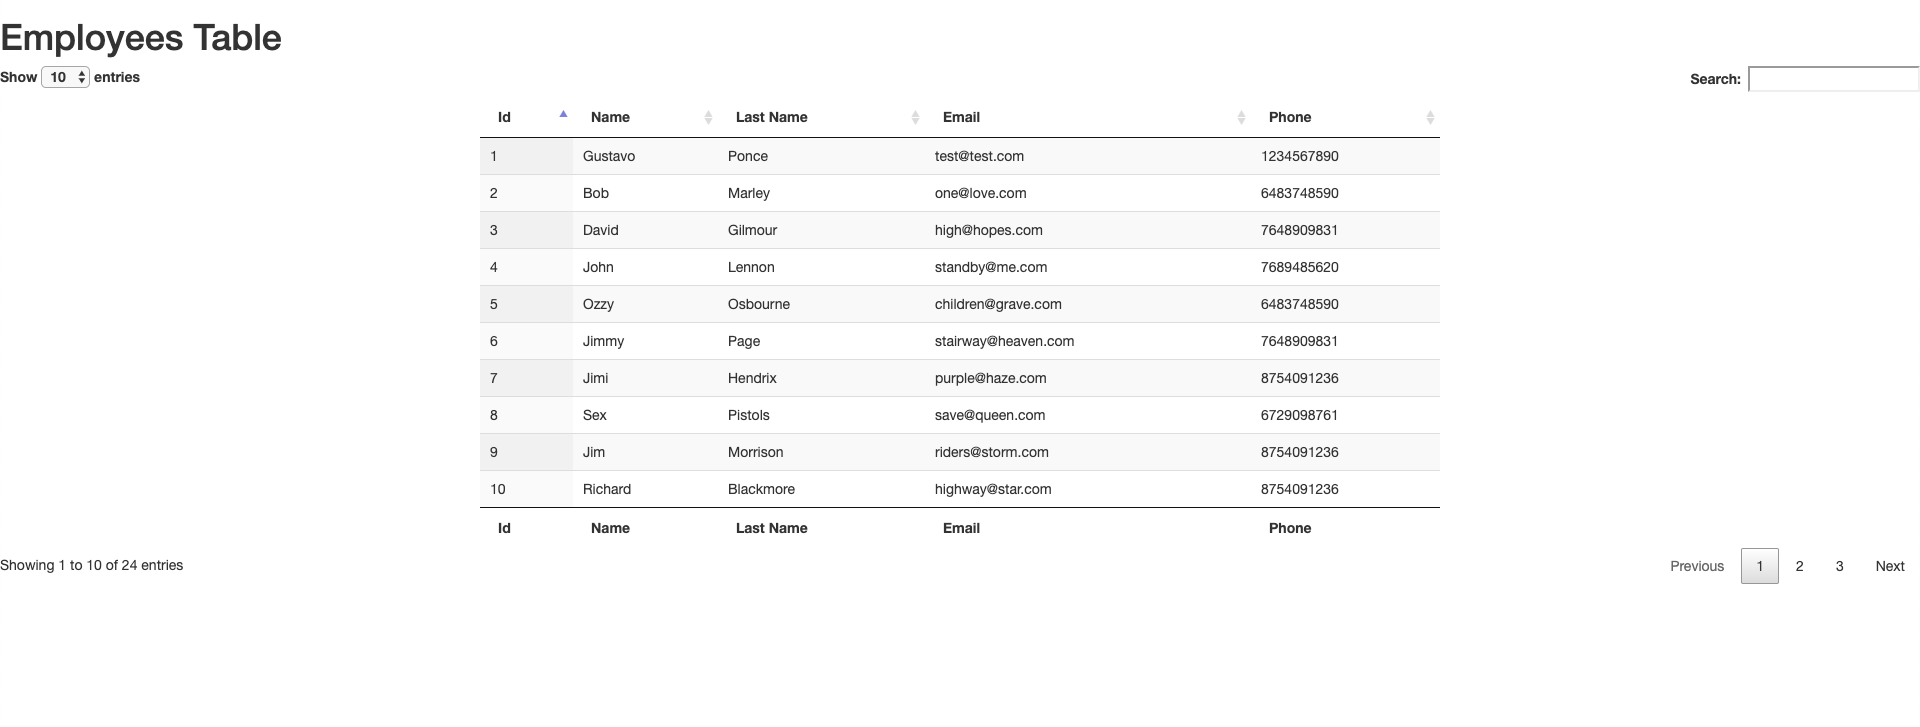 Employees Table
Show 10 entries
Search:
Id Name Last Name Email Phone
1 Gustavo Ponce test@test.com 1234567890
2 Bob Marley one@love.com 6483748590
3 David Gilmour high@hopes.com 7648909831
4 John Lennon standby@me.com 7689485620
5 Ozzy Osbourne children@grave.com 6483748590
6 Jimmy Page stairway@heaven.com 7648909831
7 Jimi Hendrix purple@haze.com 8754091236
8 Sex Pistols save@queen.com 6729098761
9 Jim Morrison riders@storm.com 8754091236
10 Richard Blackmore highway@star.com 8754091236
Id Name Last Name Email Phone
Showing 1 to 10 of 24 entries
Previous 1 2 3 Next